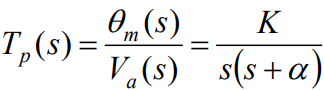 T_p(s) = θ_m(s) / V_a(s) = K / s(s + α)